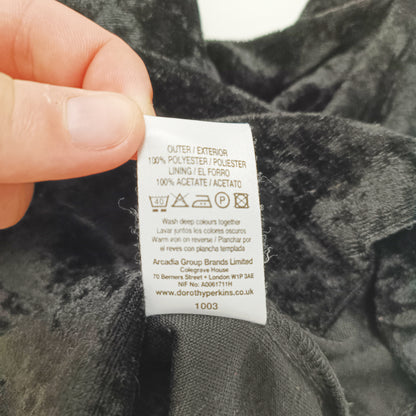 OUTER / EXTERIOR
100% POLYESTER / POLIESTER
LINING / EL FORRO
100% ACETATE / ACETATO
40 P
Wash deep colours together
Lavar juntos los colores oscuros
Warm iron on reverse / Planchar por
el reves con plancha templada
Arcadia Group Brands Limited
Colegrave House
70 Berners Street • London W1P 3AE
NIF No: A0061711H
• www.dorothyperkins.co.uk •
1003